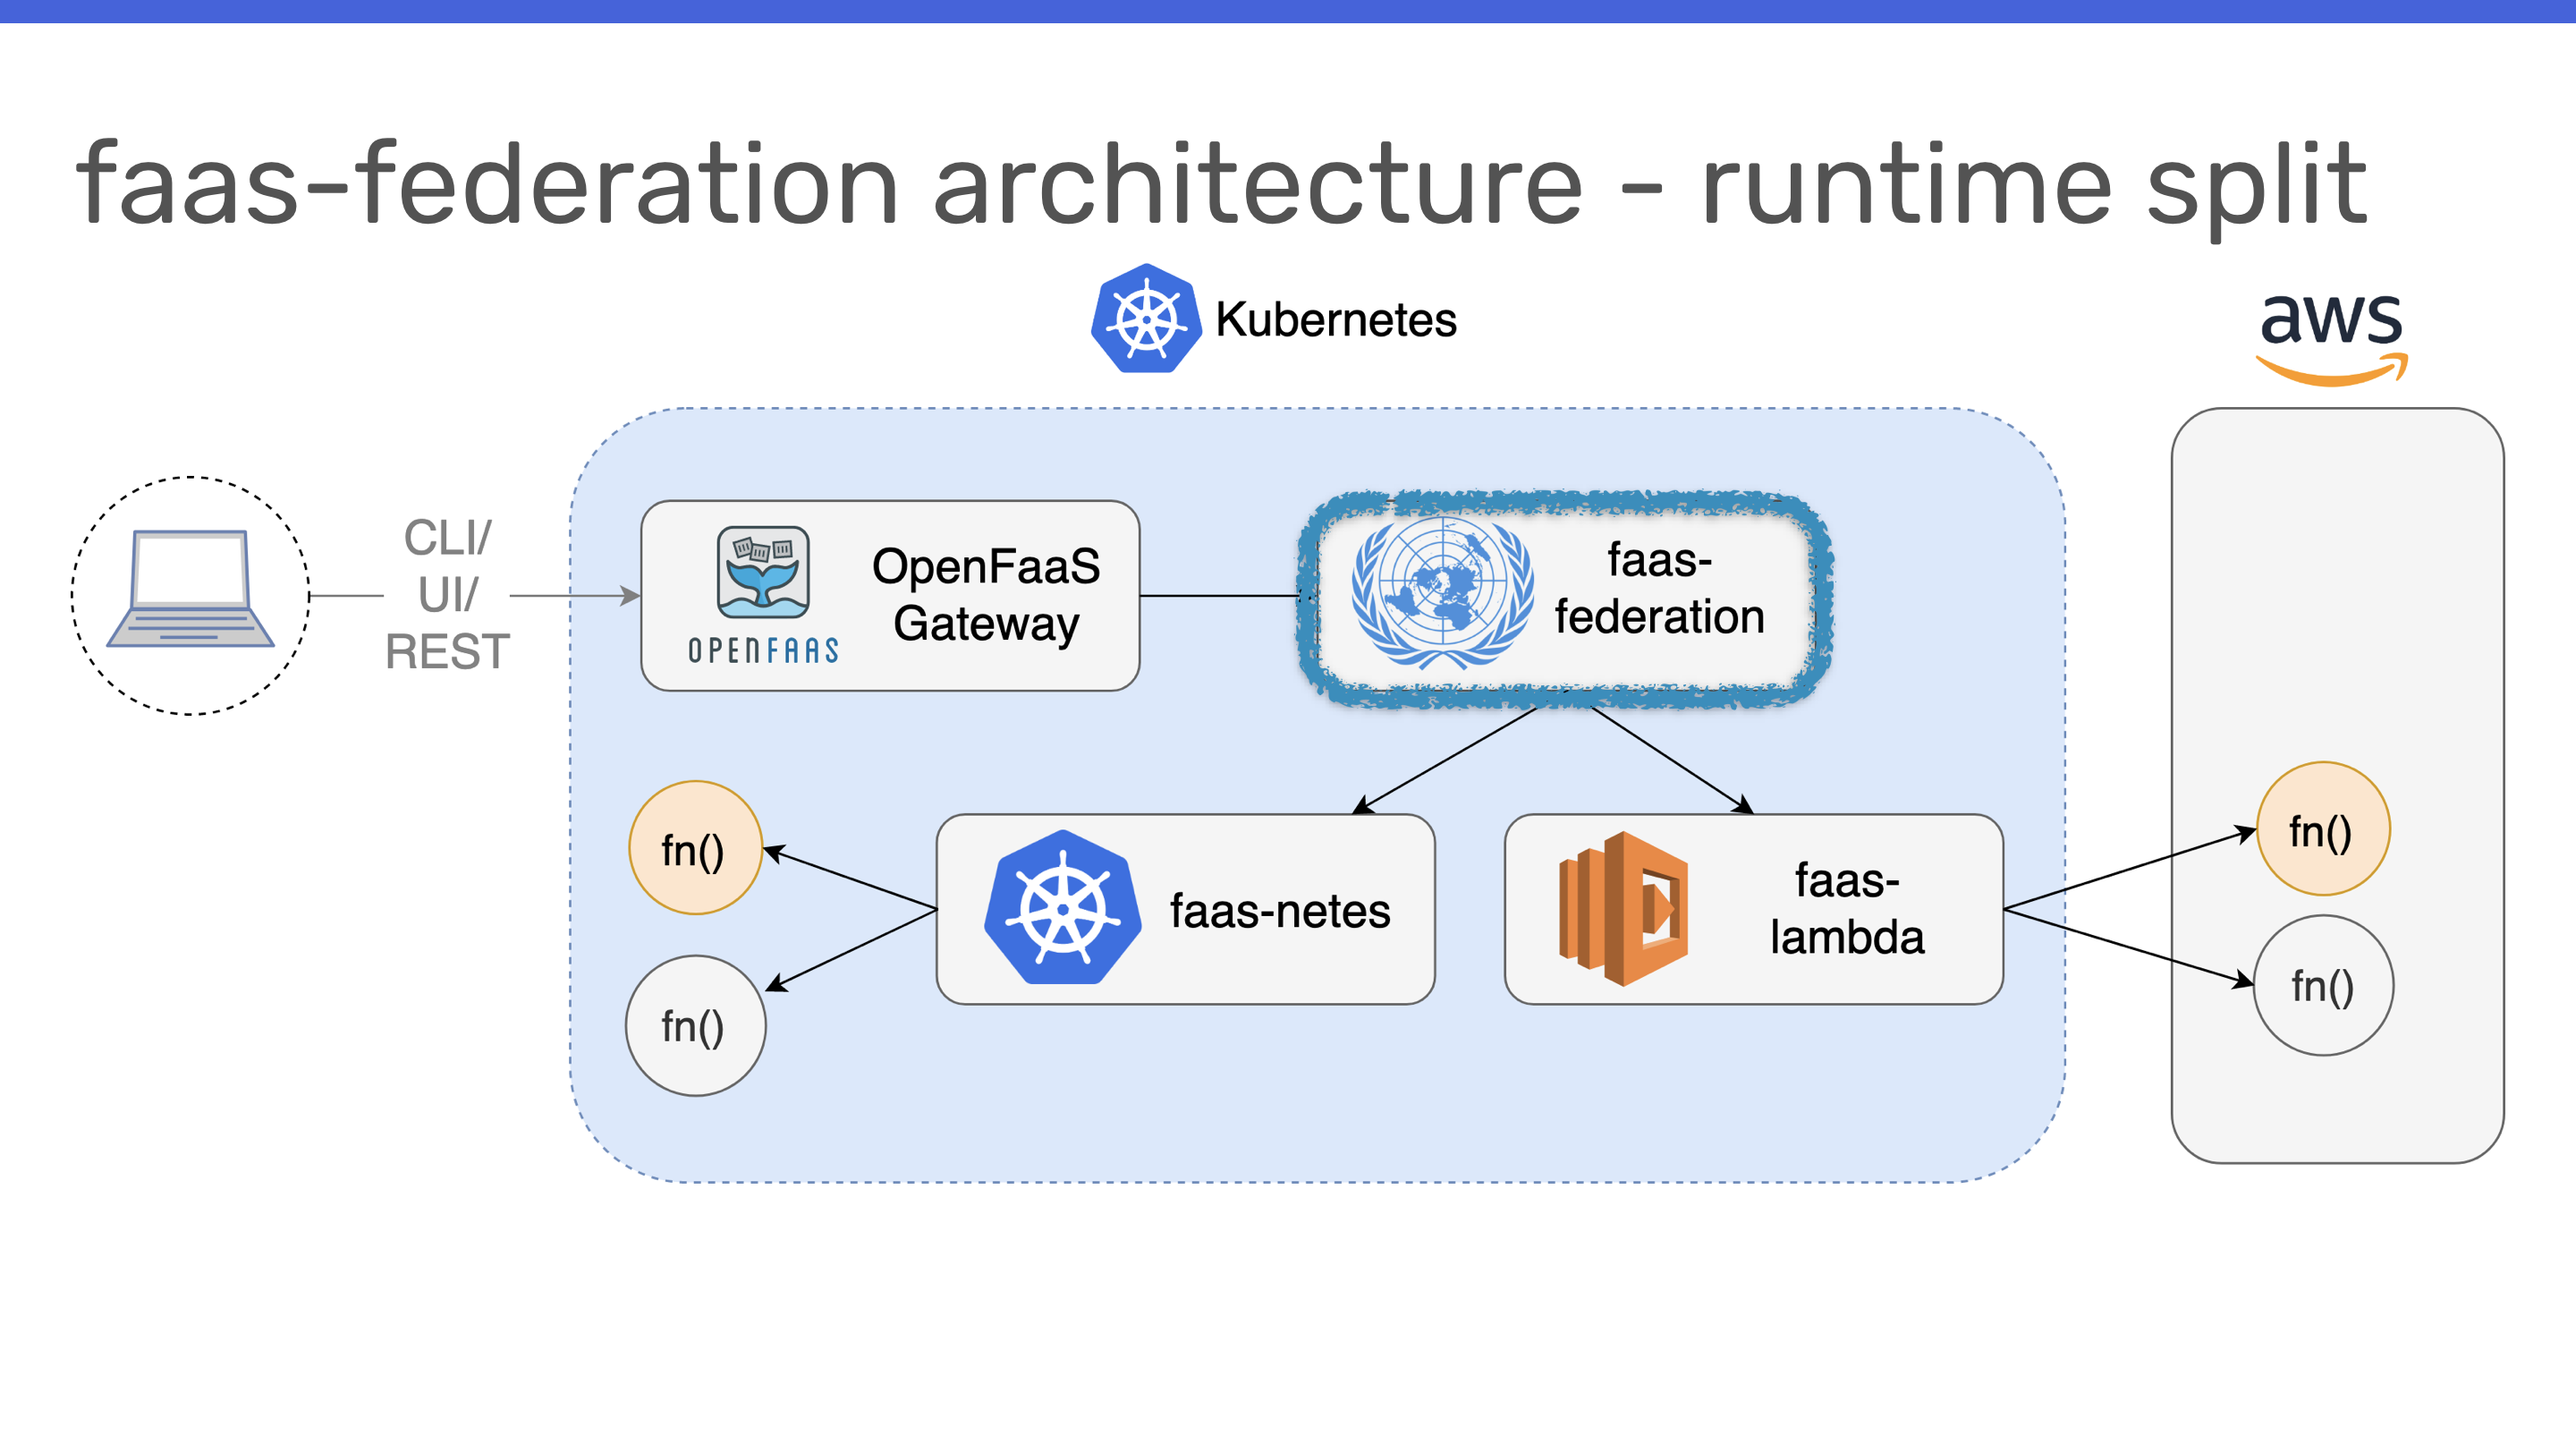 faas-federation architecture - runtime split
Kubernetes
aws
CLI/
UI/
REST
OPENFAAS
OpenFaaS
Gateway
faas-
federation
fn()
fn()
faas-netes
faas-
lambda
fn()
fn()